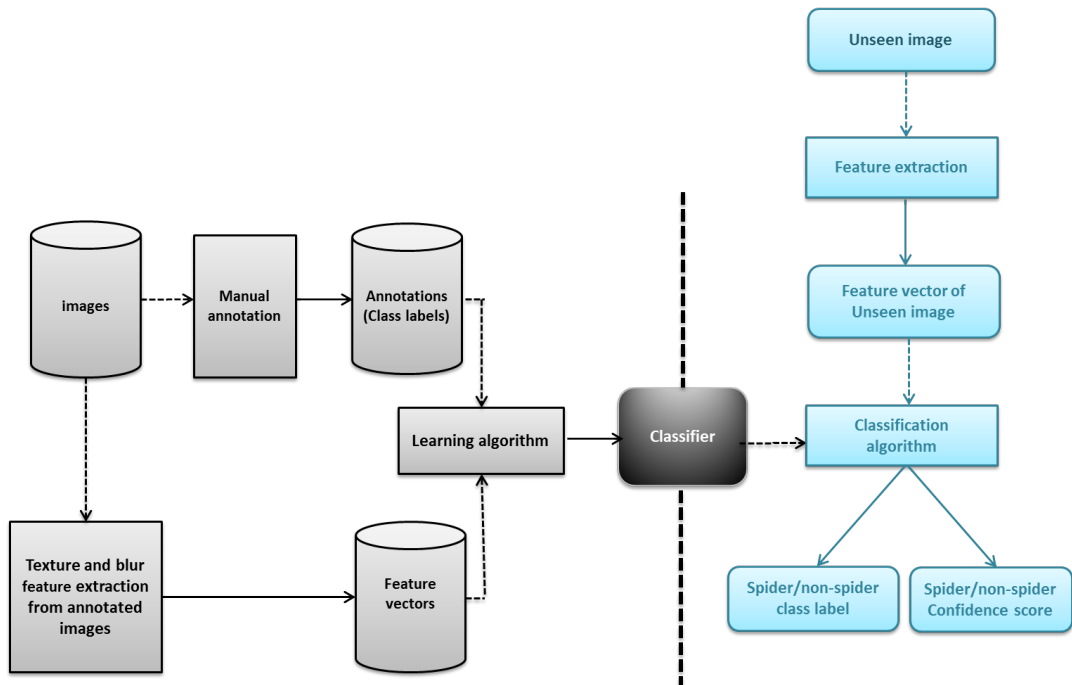 images
Manual
annotation
Annotations
(Class labels)
Learning algorithm
Texture and blur
feature extraction
from annotated
images
Feature
vectors
Classifier
Unseen image
Feature extraction
Feature vector of
Unseen image
Classification
algorithm
Spider/non-spider
class label
Spider/non-spider
Confidence score